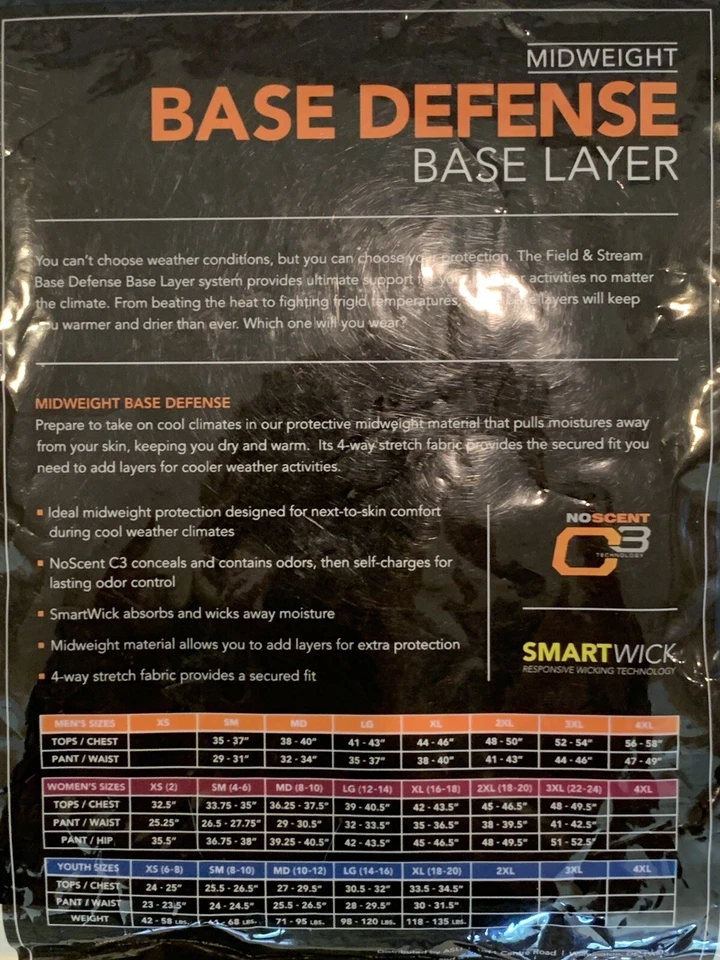 MIDWEIGHT
BASE DEFENSE
BASE LAYER
You can't choose weather conditions, but you can choose your protection. The Field & Stream
Base Defense Base Layer system provides ultimate support for activities no matter
the climate. From beating the heat to fighting frigid temperatures, layers will keep
you warmer and drier than ever. Which one will you wear?
MIDWEIGHT BASE DEFENSE
Prepare to take on cool climates in our protective midweight material that pulls moistures away
from your skin, keeping you dry and warm. Its 4-way stretch fabric provides the secured fit you
need to add layers for cooler weather activities.
▪ Ideal midweight protection designed for next-to-skin comfort
during cool weather climates
▪ NoScent C3 conceals and contains odors, then self-charges for
lasting odor control
▪ SmartWick absorbs and wicks away moisture
▪ Midweight material allows you to add layers for extra protection
▪ 4-way stretch fabric provides a secured fit
NOSCENT
C3
TECHNOLOGY
SMARTWICK
RESPONSIVE WICKING TECHNOLOGY
MEN'S SIZES XS SM MD LG XL 2XL 3XL 4XL
TOPS / CHEST 35 - 37" 38 - 40" 41 - 43" 44 - 46" 48 - 50" 52 - 54" 56 - 58"
PANT / WAIST 29 - 31" 32 - 34" 35 - 37" 38 - 40" 41 - 43" 44 - 46" 47 - 49"
WOMEN'S SIZES XS (2) SM (4-6) MD (8-10) LG (12-14) XL (16-18) 2XL (18-20) 3XL (22-24) 4XL
TOPS / CHEST 32.5" 33.75 - 35" 36.25 - 37.5" 39 - 40.5" 42 - 43.5" 45 - 46.5" 48 - 49.5"
PANT / WAIST 25.25" 26.5 - 27.75" 29 - 30.5" 32 - 33.5" 35 - 36.5" 38 - 39.5" 41 - 42.5"
PANT / HIP 35.5" 36.75 - 38" 39.25 - 40.5" 42 - 43.5" 45 - 46.5" 48 - 49.5" 51 - 52.5"
YOUTH SIZES XS (6-8) SM (8-10) MD (10-12) LG (14-16) XL (18-20) 2XL 3XL 4XL
TOPS / CHEST 24 - 25" 25.5 - 26.5" 27 - 29.5" 30.5 - 32" 33.5 - 34.5"
PANT / WAIST 23 - 23.5" 24 - 24.5" 25.5 - 26.5" 28 - 29.5" 30 - 31.5"
WEIGHT 42 - 58 LBS. 68 LBS. 71 - 95 LBS. 98 - 120 LBS. 118 - 135 LBS.
Distributed by Centre Road